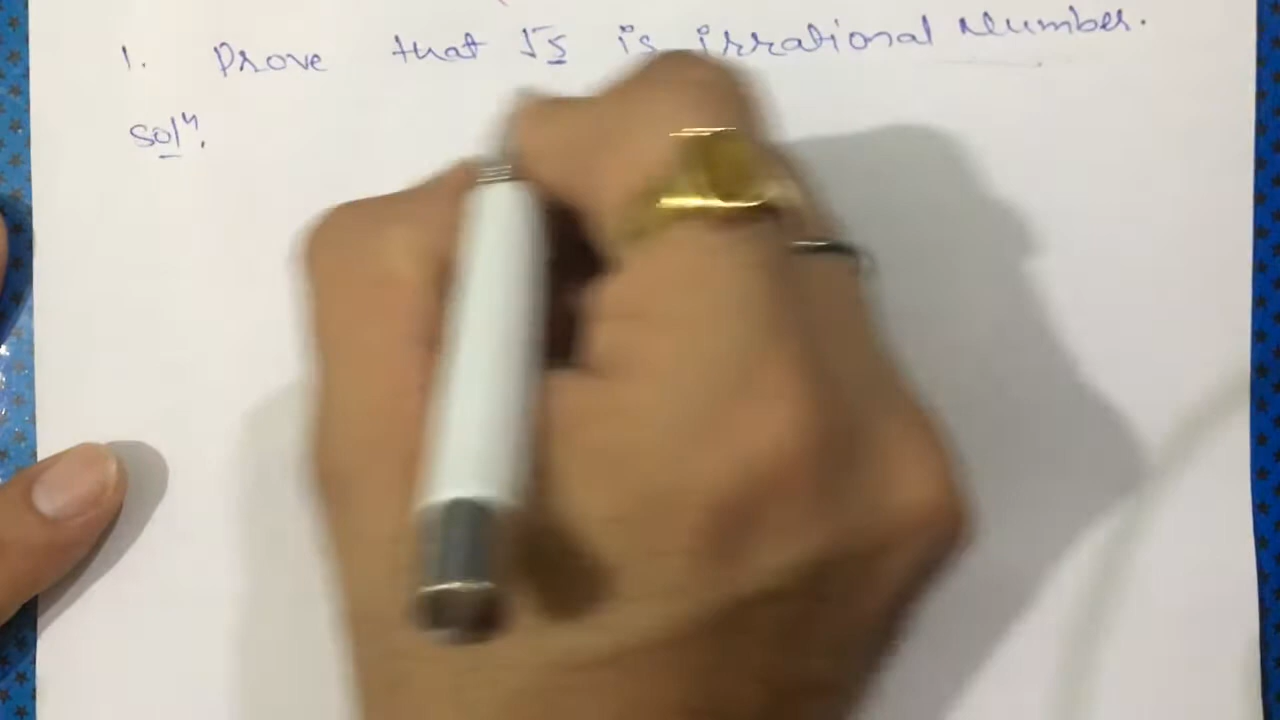 1. Prove that √5 is irrational Number.
Solⁿ.